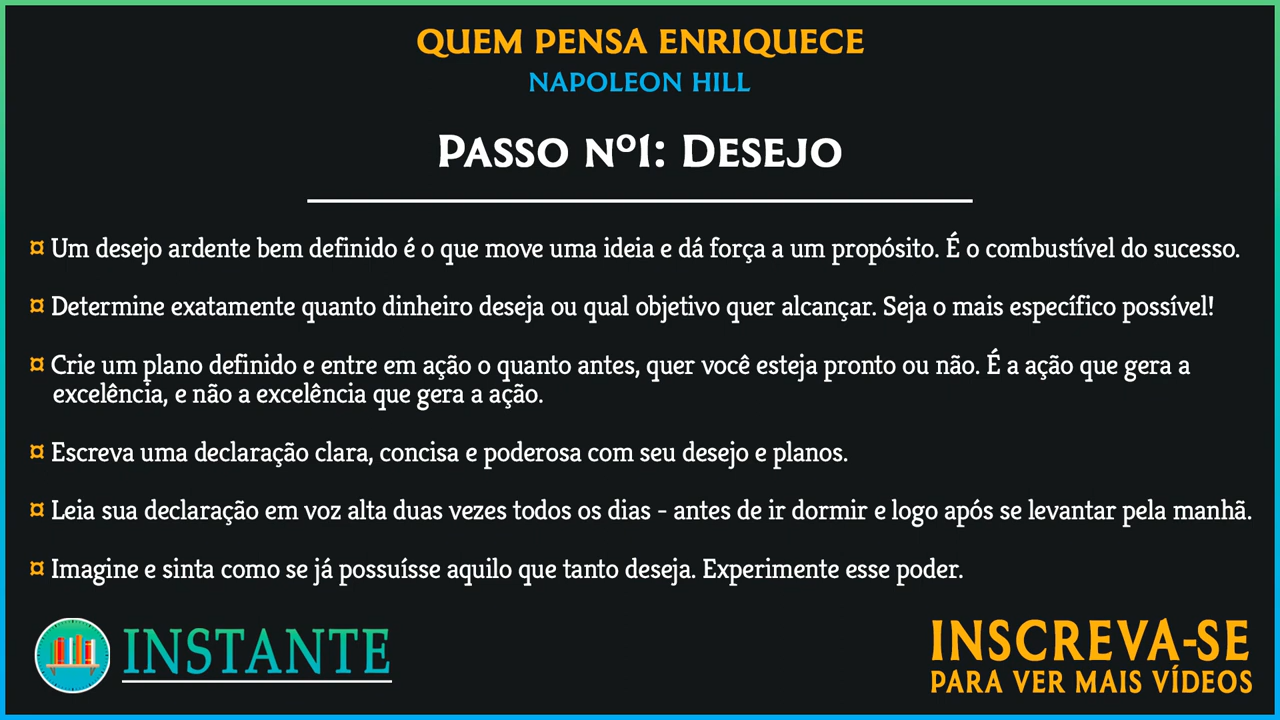 QUEM PENSA ENRIQUECE
NAPOLEON HILL
PASSO Nº1: DESEJO
¤ Um desejo ardente bem definido é o que move uma ideia e dá força a um propósito. É o combustível do sucesso.
¤ Determine exatamente quanto dinheiro deseja ou qual objetivo quer alcançar. Seja o mais específico possível!
¤ Crie um plano definido e entre em ação o quanto antes, quer você esteja pronto ou não. É a ação que gera a
excelência, e não a excelência que gera a ação.
¤ Escreva uma declaração clara, concisa e poderosa com seu desejo e planos.
¤ Leia sua declaração em voz alta duas vezes todos os dias - antes de ir dormir e logo após se levantar pela manhã.
¤ Imagine e sinta como se já possuísse aquilo que tanto deseja. Experimente esse poder.
INSTANTE
INSCREVA-SE
PARA VER MAIS VÍDEOS